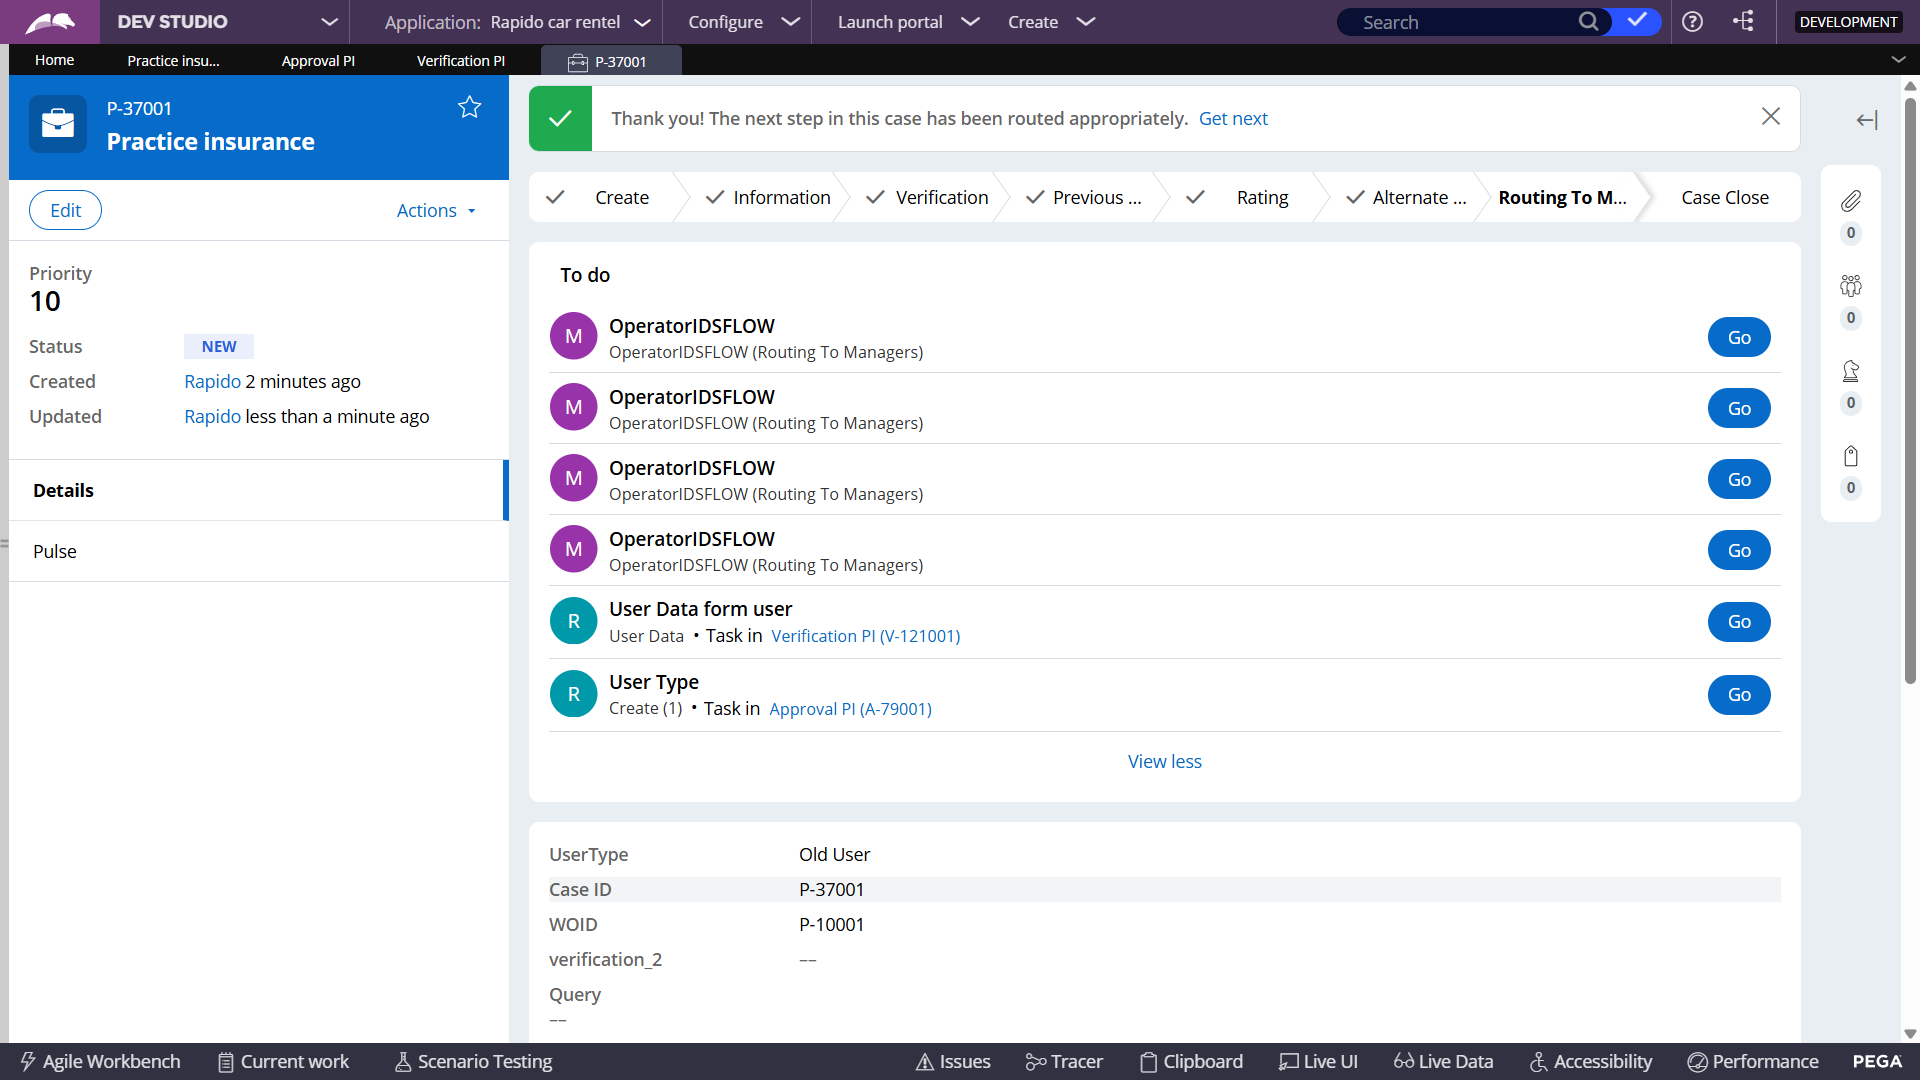 DEV STUDIO
Application: Rapido car rentel
Configure
Launch portal
Create
Search
DEVELOPMENT
Home
Practice insu...
Approval PI
Verification PI
P-37001
P-37001
Practice insurance
Edit
Actions
Priority
10
Status NEW
Created Rapido 2 minutes ago
Updated Rapido less than a minute ago
Details
Pulse
Thank you! The next step in this case has been routed appropriately. Get next
Create
Information
Verification
Previous ...
Rating
Alternate ...
Routing To M...
Case Close
To do
M
OperatorIDSFLOW
OperatorIDSFLOW (Routing To Managers)
Go
M
OperatorIDSFLOW
OperatorIDSFLOW (Routing To Managers)
Go
M
OperatorIDSFLOW
OperatorIDSFLOW (Routing To Managers)
Go
M
OperatorIDSFLOW
OperatorIDSFLOW (Routing To Managers)
Go
R
User Data form user
User Data • Task in Verification PI (V-121001)
Go
R
User Type
Create (1) • Task in Approval PI (A-79001)
Go
View less
UserType Old User
Case ID P-37001
WOID P-10001
verification_2 ––
Query
––
0
0
0
0
Agile Workbench
Current work
Scenario Testing
Issues
Tracer
Clipboard
Live UI
Live Data
Accessibility
Performance
PEGA